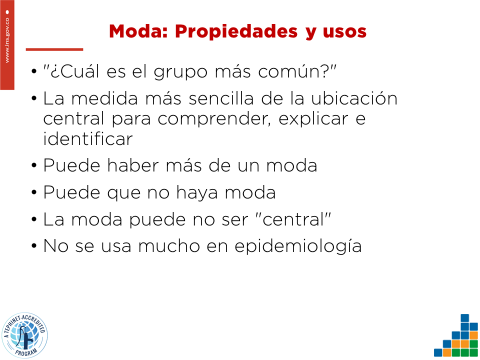 www.ins.gov.co
Moda: Propiedades y usos
• "¿Cuál es el grupo más común?"
• La medida más sencilla de la ubicación
central para comprender, explicar e
identificar
• Puede haber más de un moda
• Puede que no haya moda
• La moda puede no ser "central"
• No se usa mucho en epidemiología
A TEPHINET ACCREDITED
PROGRAM